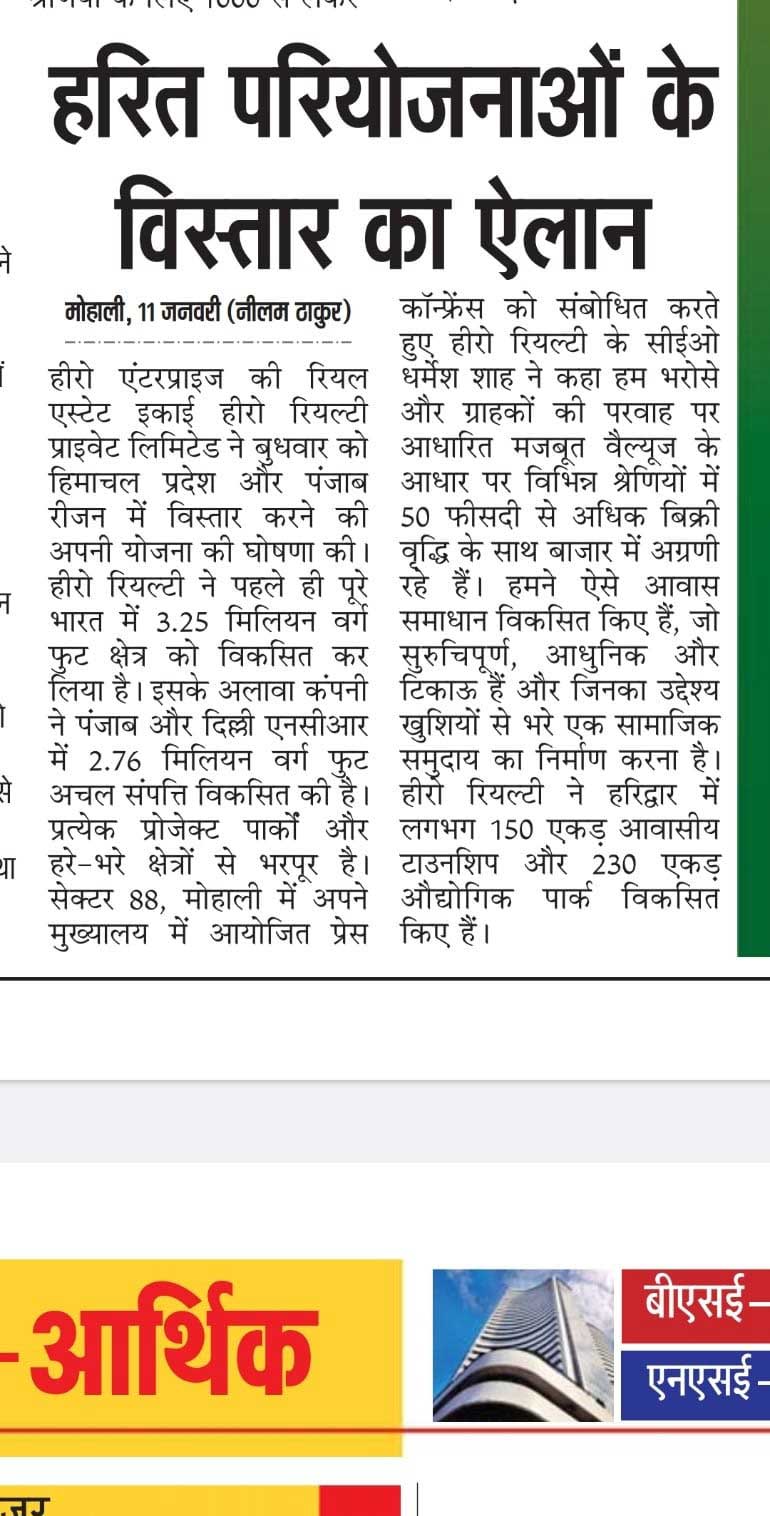 हरित परियोजनाओं के
विस्तार का ऐलान
मोहाली, 11 जनवरी (नीलम ठाकुर)
हीरो एंटरप्राइज की रियल
एस्टेट इकाई हीरो रियल्टी
प्राइवेट लिमिटेड ने बुधवार को
हिमाचल प्रदेश और पंजाब
रीजन में विस्तार करने की
अपनी योजना की घोषणा की।
हीरो रियल्टी ने पहले ही पूरे
भारत में 3.25 मिलियन वर्ग
फुट क्षेत्र को विकसित कर
लिया है। इसके अलावा कंपनी
ने पंजाब और दिल्ली एनसीआर
में 2.76 मिलियन वर्ग फुट
अचल संपत्ति विकसित की है।
प्रत्येक प्रोजेक्ट पार्कों और
हरे-भरे क्षेत्रों से भरपूर है।
सेक्टर 88, मोहाली में अपने
मुख्यालय में आयोजित प्रेस
कॉन्फ्रेंस को संबोधित करते
हुए हीरो रियल्टी के सीईओ
धर्मेश शाह ने कहा हम भरोसे
और ग्राहकों की परवाह पर
आधारित मजबूत वैल्यूज के
आधार पर विभिन्न श्रेणियों में
50 फीसदी से अधिक बिक्री
वृद्धि के साथ बाजार में अग्रणी
रहे हैं। हमने ऐसे आवास
समाधान विकसित किए हैं, जो
सुरुचिपूर्ण, आधुनिक और
टिकाऊ हैं और जिनका उद्देश्य
खुशियों से भरे एक सामाजिक
समुदाय का निर्माण करना है।
हीरो रियल्टी ने हरिद्वार में
लगभग 150 एकड़ आवासीय
टाउनशिप और 230 एकड़
औद्योगिक पार्क विकसित
किए हैं।
-आर्थिक
बीएसई-
एनएसई-